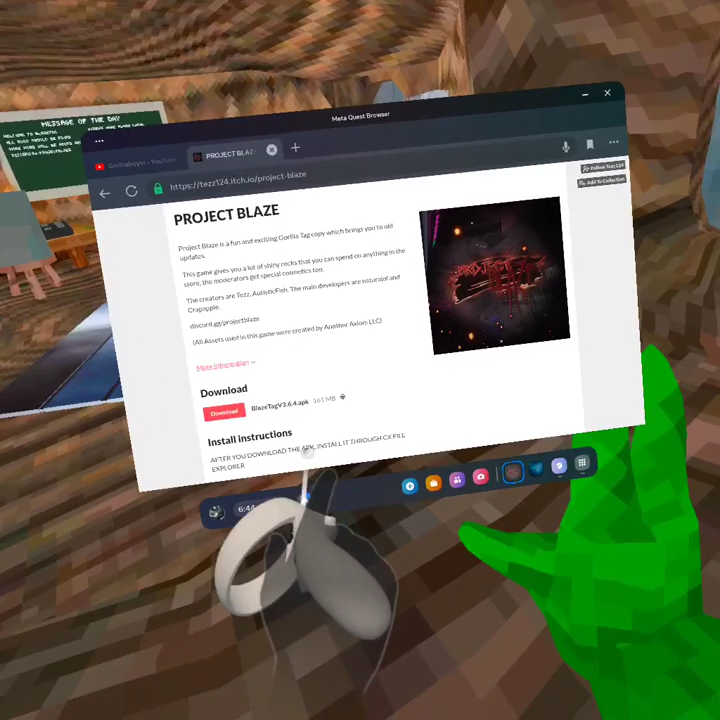 MESSAGE OF THE DAY
Meta Quest Browser
PROJECT BLAZ
https://tezz124.itch.io/project-blaze
Follow Tezz124
Add To Collection
PROJECT BLAZE
Project Blaze is a fun and exciting Gorilla Tag copy which brings you to old
updates.
This game gives you a lot of shiny rocks that you can spend on anything in the
store, the moderators get special cosmetics too.
The creators are Tezz, AutisticFish. The main developers are naturalof and
Crapapple.
discord.gg/projectblaze
(All Assets used in this game were created by Another Axiom LLC)
More information
Download
Download BlazeTagV3.6.4.apk 161 MB
Install instructions
AFTER YOU DOWNLOAD THE APK, INSTALL IT THROUGH CX FILE
EXPLORER
6:44